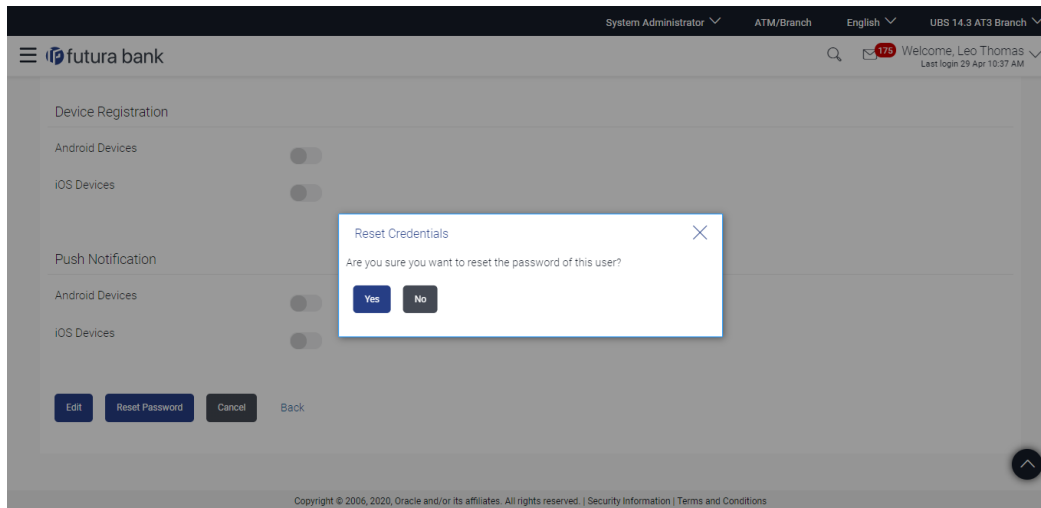 System Administrator ATM/Branch English UBS 14.3 AT3 Branch
futura bank 175 Welcome, Leo Thomas
Last login 29 Apr 10:37 AM
Device Registration
Android Devices
iOS Devices
Reset Credentials
Are you sure you want to reset the password of this user?
Yes No
Push Notification
Android Devices
iOS Devices
Edit Reset Password Cancel Back
Copyright © 2006, 2020, Oracle and/or its affiliates. All rights reserved. | Security Information | Terms and Conditions